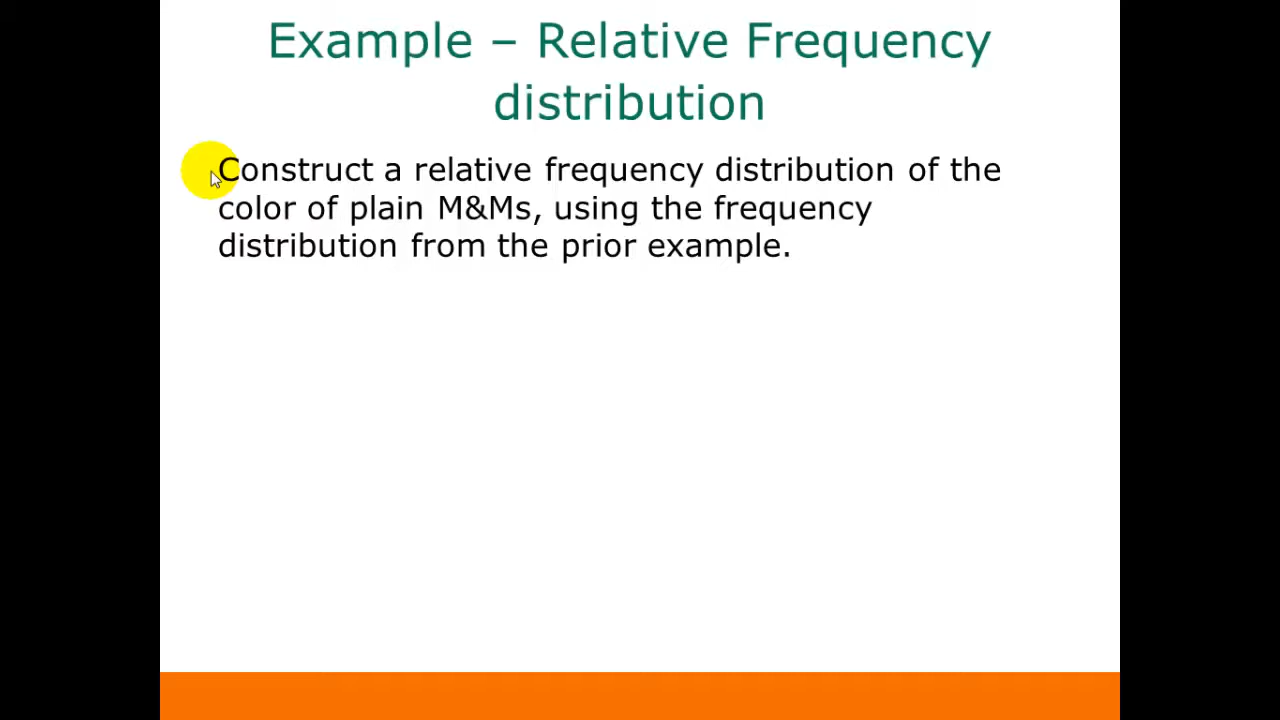 Example – Relative Frequency
distribution
Construct a relative frequency distribution of the
color of plain M&Ms, using the frequency
distribution from the prior example.